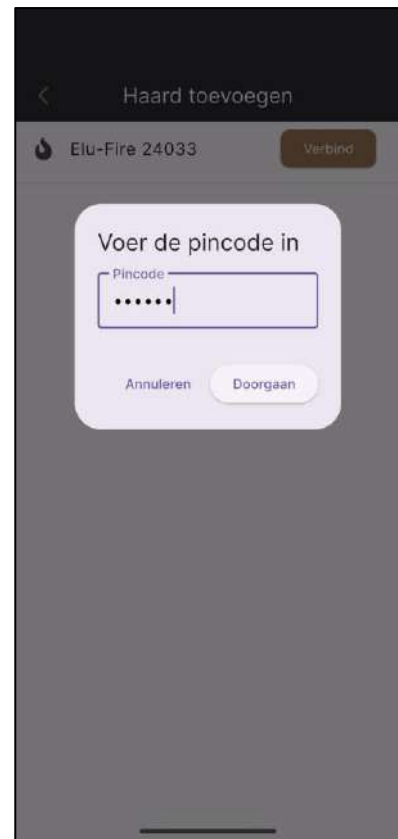 Haard toevoegen
Elu-Fire 24033 Verbind
Voer de pincode in
Pincode
••••••
Annuleren Doorgaan